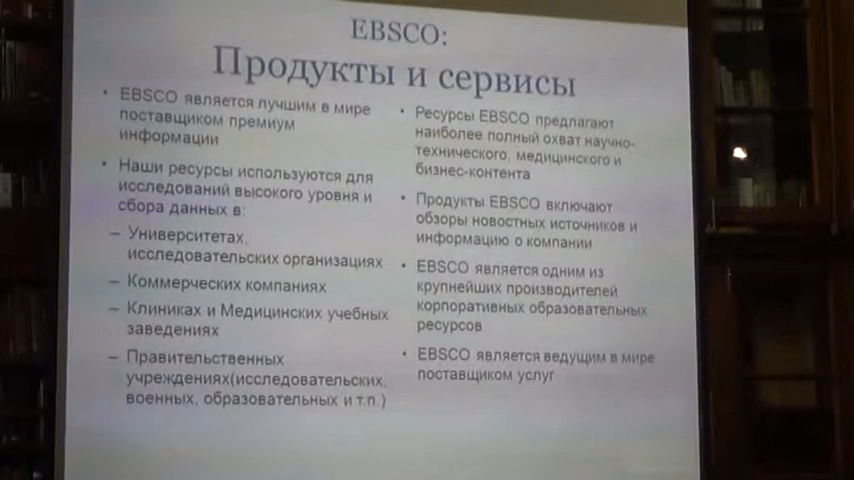 EBSCO:
Продукты и сервисы
• EBSCO является лучшим в мире
поставщиком премиум
информации
• Наши ресурсы используются для
исследований высокого уровня и
сбора данных в:
– Университетах,
исследовательских организациях
– Коммерческих компаниях
– Клиниках и Медицинских учебных
заведениях
– Правительственных
учреждениях(исследовательских,
военных, образовательных и т.п.)
• Ресурсы EBSCO предлагают
наиболее полный охват научно-
технического, медицинского и
бизнес-контента
• Продукты EBSCO включают
обзоры новостных источников и
информацию о компании
• EBSCO является одним из
крупнейших производителей
корпоративных образовательных
ресурсов
• EBSCO является ведущим в мире
поставщиком услуг